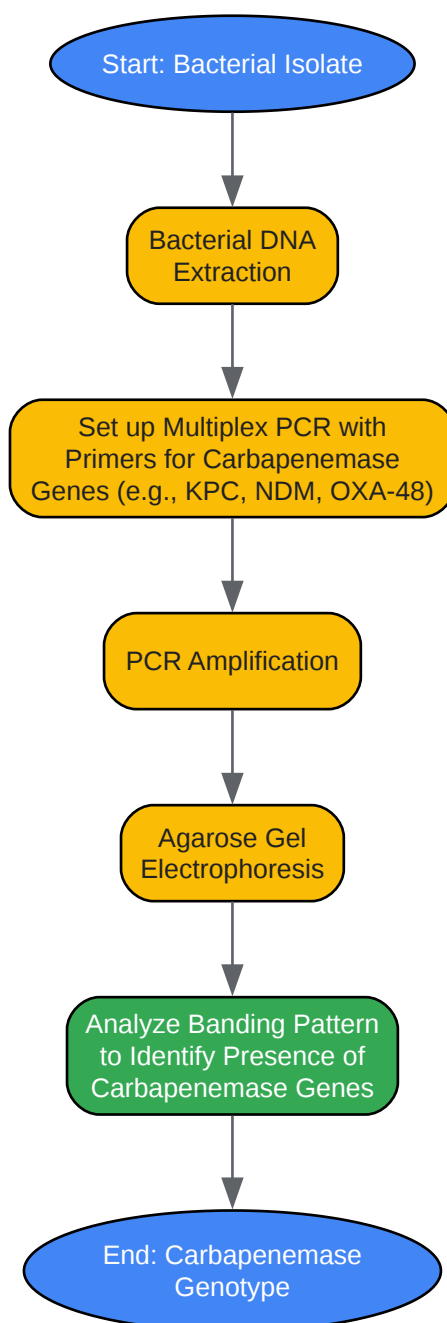 Start: Bacterial Isolate
Bacterial DNA
Extraction
Set up Multiplex PCR with
Primers for Carbapenemase
Genes (e.g., KPC, NDM, OXA-48)
PCR Amplification
Agarose Gel
Electrophoresis
Analyze Banding Pattern
to Identify Presence of
Carbapenemase Genes
End: Carbapenemase
Genotype